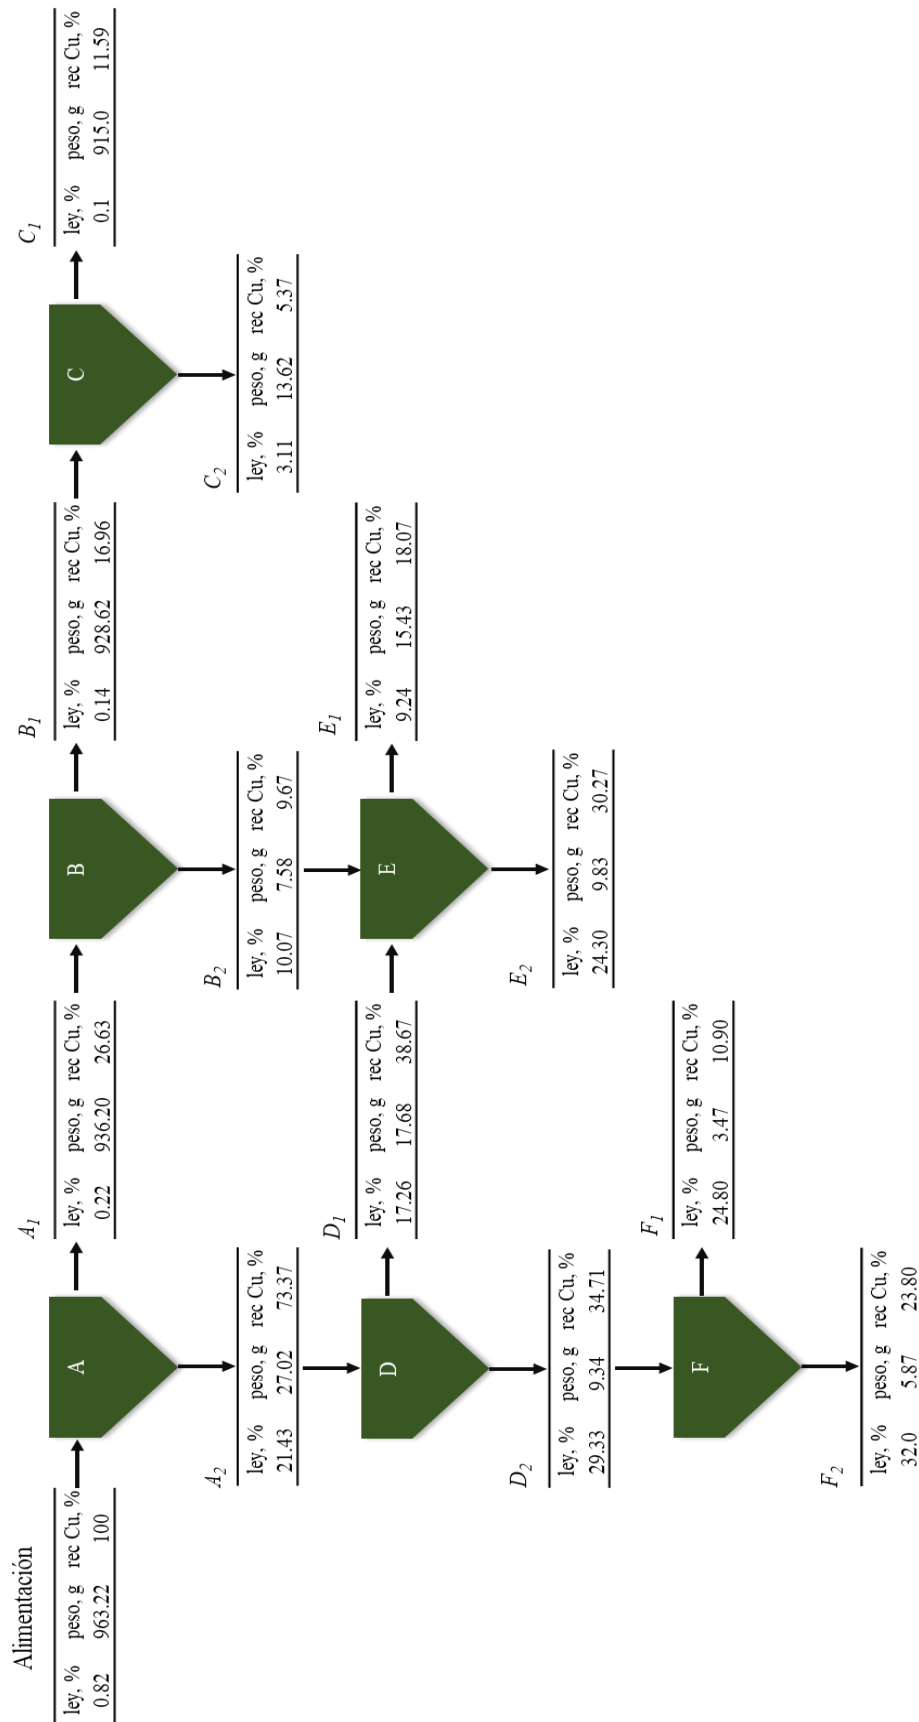 Alimentación
ley, % peso, g rec Cu, %
0.82 963.22 100
A
A1
ley, % peso, g rec Cu, %
0.22 936.20 26.63
B
B1
ley, % peso, g rec Cu, %
0.14 928.62 16.96
C
C1
ley, % peso, g rec Cu, %
0.1 915.0 11.59
A2
ley, % peso, g rec Cu, %
21.43 27.02 73.37
B2
ley, % peso, g rec Cu, %
10.07 7.58 9.67
C2
ley, % peso, g rec Cu, %
3.11 13.62 5.37
D
D1
ley, % peso, g rec Cu, %
17.26 17.68 38.67
E
E1
ley, % peso, g rec Cu, %
9.24 15.43 18.07
D2
ley, % peso, g rec Cu, %
29.33 9.34 34.71
E2
ley, % peso, g rec Cu, %
24.30 9.83 30.27
F
F1
ley, % peso, g rec Cu, %
24.80 3.47 10.90
F2
ley, % peso, g rec Cu, %
32.0 5.87 23.80